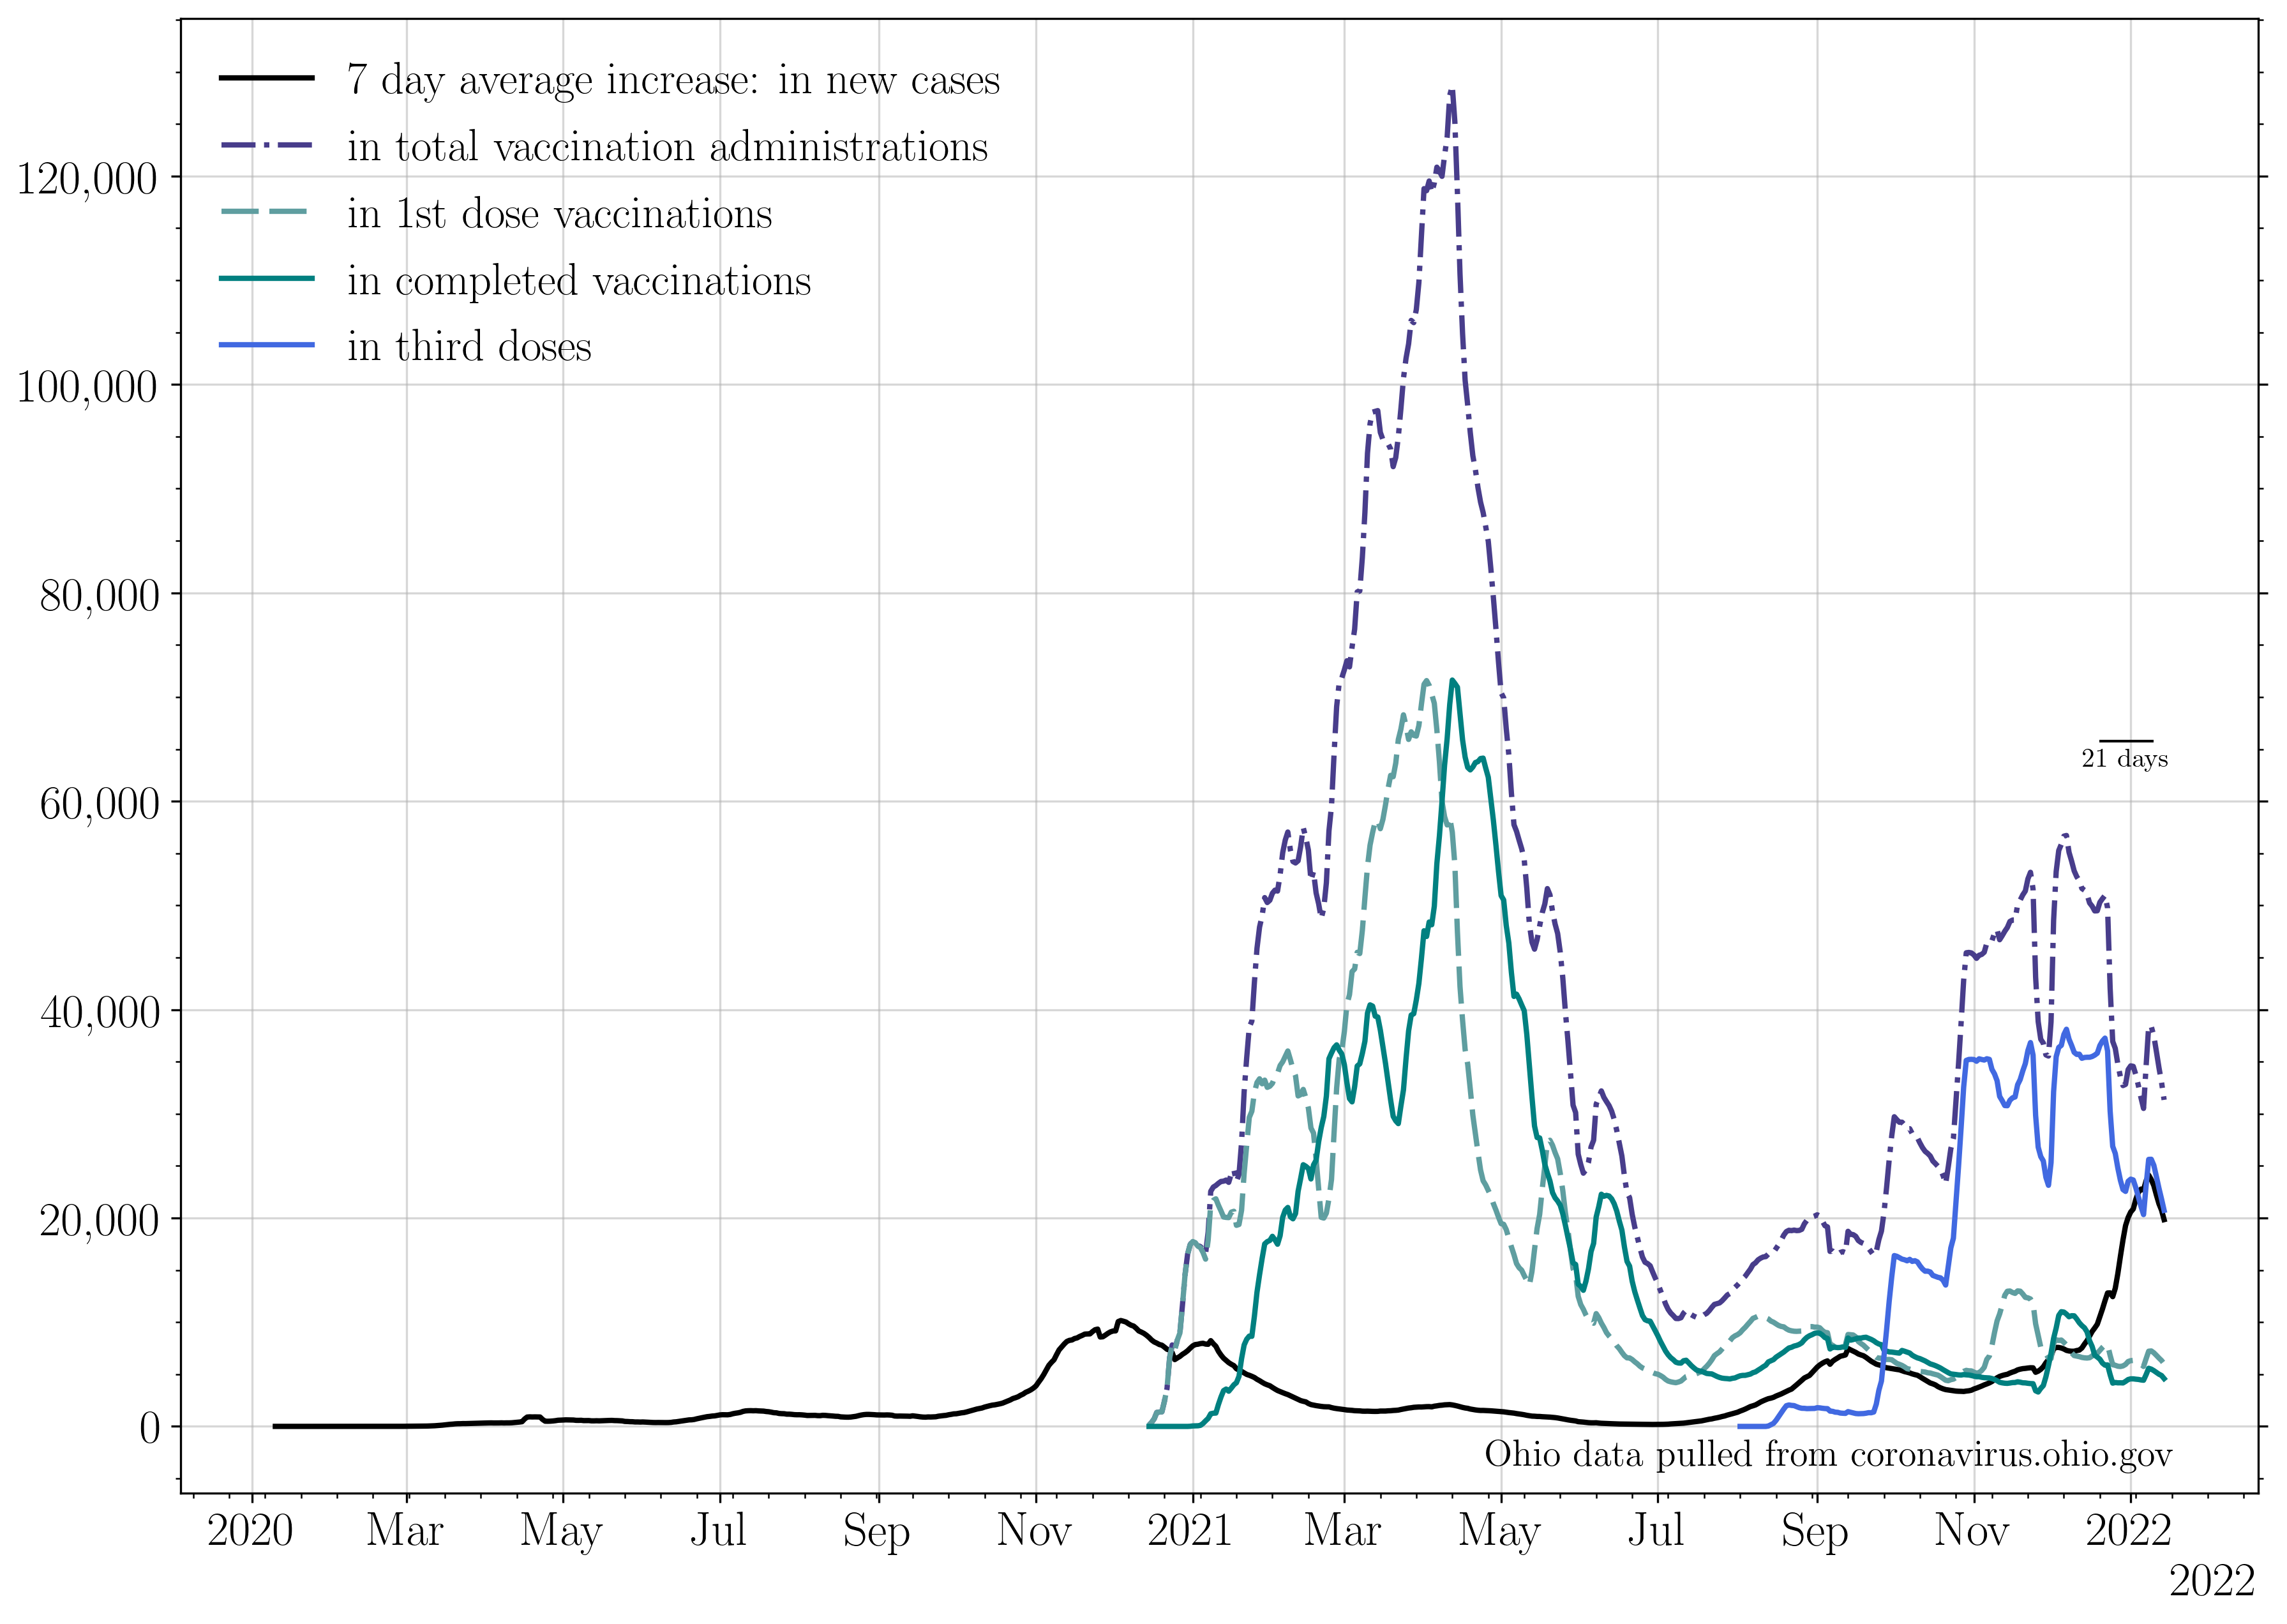 7 day average increase: in new cases
in total vaccination administrations
in 1st dose vaccinations
in completed vaccinations
in third doses
120,000
100,000
80,000
60,000
40,000
20,000
0
21 days
Ohio data pulled from coronavirus.ohio.gov
2020 Mar May Jul Sep Nov 2021 Mar May Jul Sep Nov 2022
2022